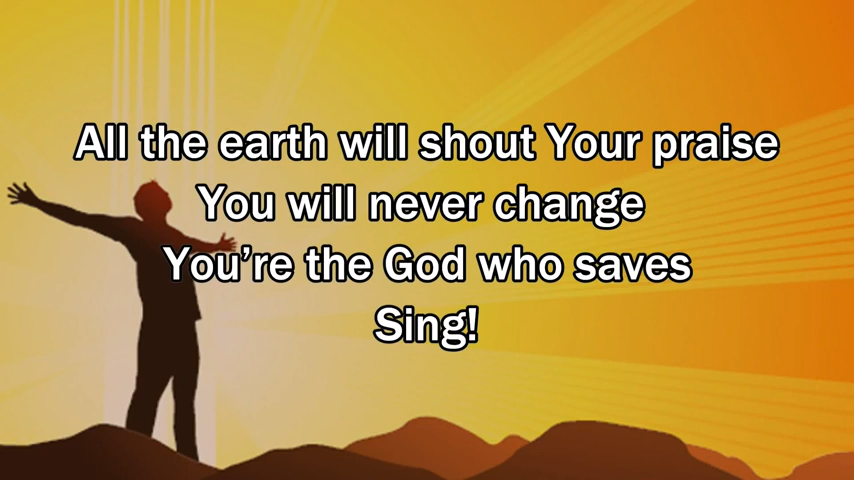 All the earth will shout Your praise
You will never change
You’re the God who saves
Sing!